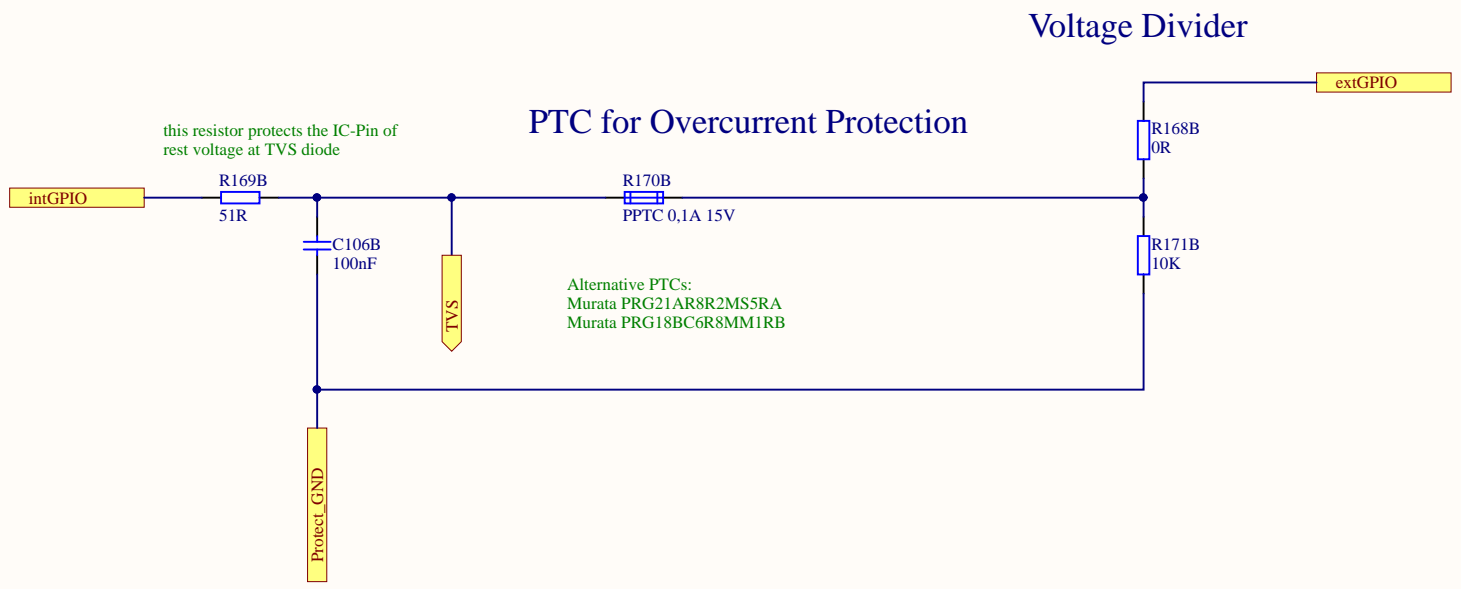 Voltage Divider
extGPIO
PTC for Overcurrent Protection
this resistor protects the IC-Pin of
rest voltage at TVS diode
R168B
0R
R169B
R170B
intGPIO
51R
PPTC 0,1A 15V
C106B
100nF
R171B
10K
Alternative PTCs:
Murata PRG21AR8R2MS5RA
Murata PRG18BC6R8MM1RB
TVS
Protect_GND